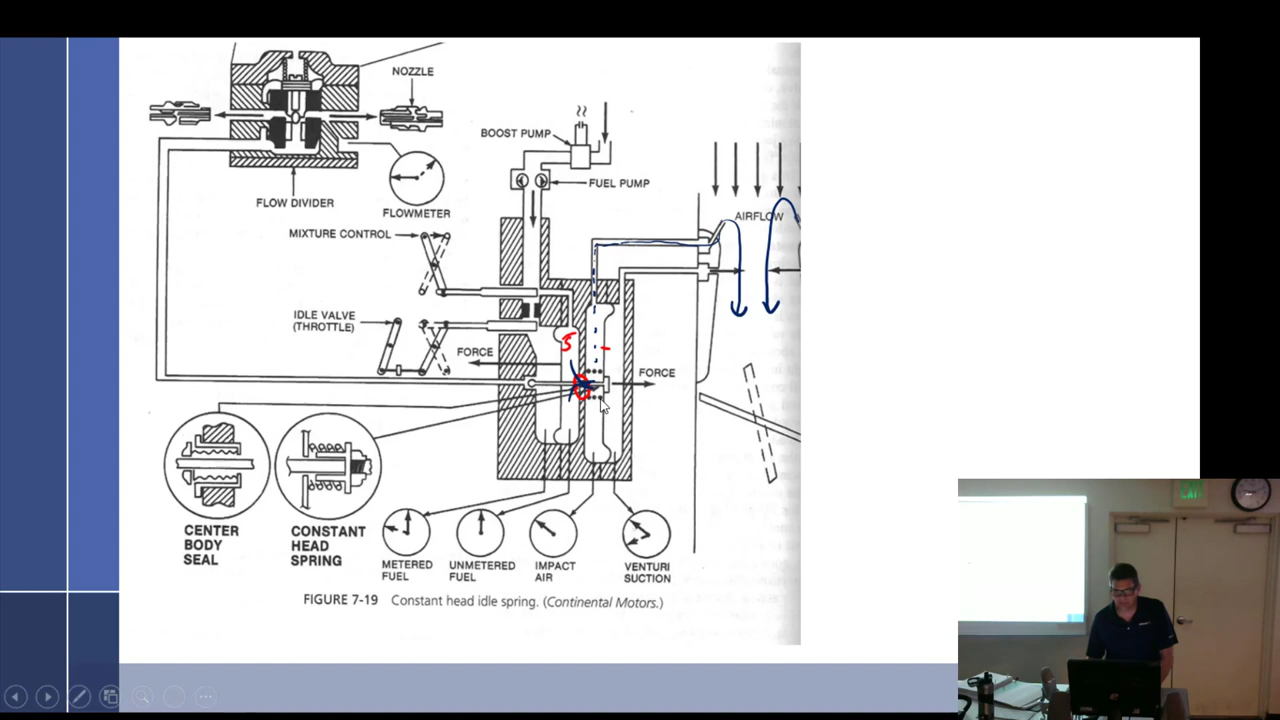 NOZZLE
BOOST PUMP
FUEL PUMP
FLOW DIVIDER
FLOWMETER
AIRFLOW
MIXTURE CONTROL
IDLE VALVE
(THROTTLE)
FORCE
FORCE
5
-
CENTER
BODY
SEAL
CONSTANT
HEAD
SPRING
METERED
FUEL
UNMETERED
FUEL
IMPACT
AIR
VENTURI
SUCTION
FIGURE 7-19 Constant head idle spring. (Continental Motors.)
EXIT